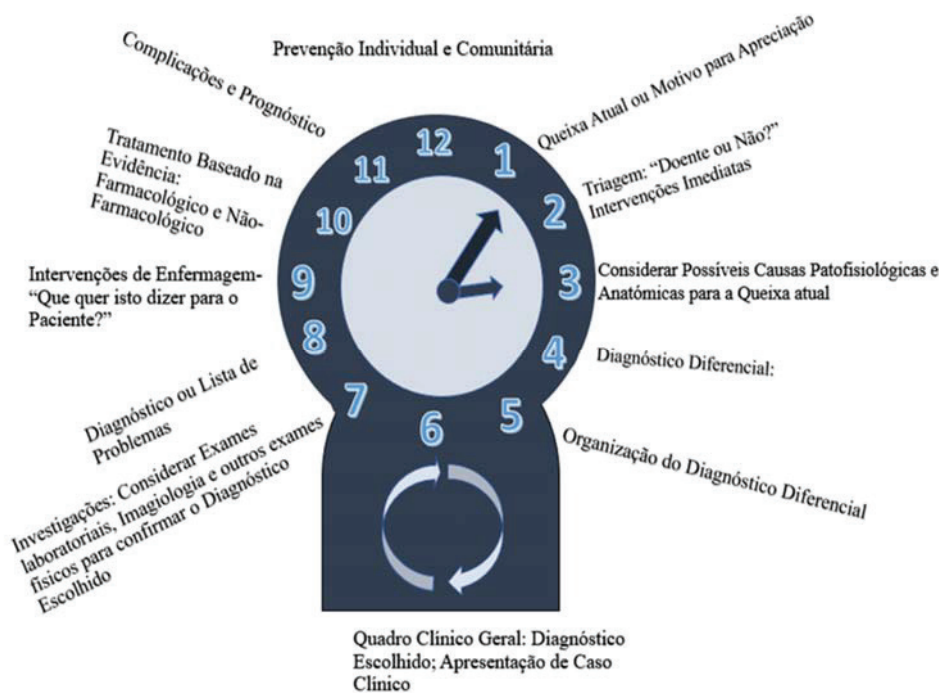 Prevenção Individual e Comunitária
Queixa Atual ou Motivo para Apreciação
Triagem: “Doente ou Não?”
Intervenções Imediatas
Considerar Possíveis Causas Patofisiológicas e
Anatómicas para a Queixa atual
Diagnóstico Diferencial:
Organização do Diagnóstico Diferencial
Quadro Clínico Geral: Diagnóstico
Escolhido; Apresentação de Caso
Clínico
Investigações: Considerar Exames
laboratoriais, Imagiologia e outros exames
físicos para confirmar o Diagnóstico
Escolhido
Diagnóstico ou Lista de
Problemas
Intervenções de Enfermagem-
“Que quer isto dizer para o
Paciente?”
Tratamento Baseado na
Evidência:
Farmacológico e Não-
Farmacológico
Complicações e Prognóstico
12
1
2
3
4
5
6
7
8
9
10
11